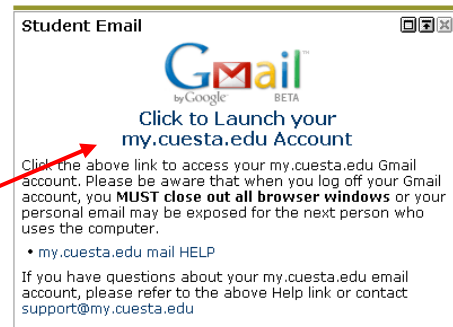 Student Email
Gmail
by Google BETA
Click to Launch your
my.cuesta.edu Account
Click the above link to access your my.cuesta.edu Gmail
account. Please be aware that when you log off your Gmail
account, you MUST close out all browser windows or your
personal email may be exposed for the next person who
uses the computer.
• my.cuesta.edu mail HELP
If you have questions about your my.cuesta.edu email
account, please refer to the above Help link or contact
support@my.cuesta.edu